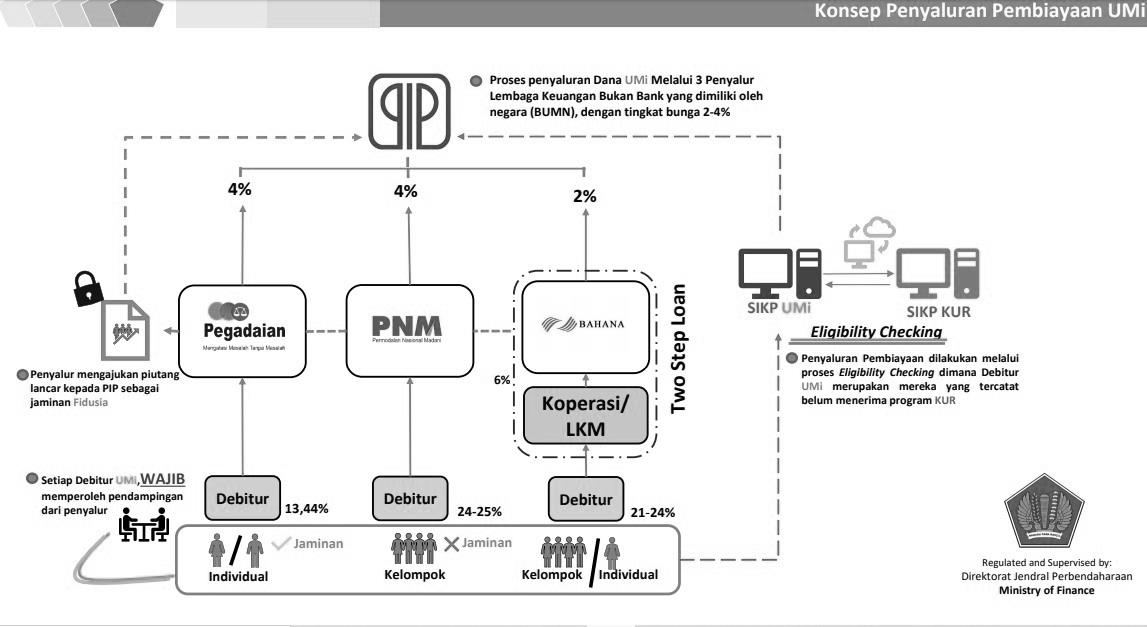 Konsep Penyaluran Pembiayaan UMi
PIP
Proses penyaluran Dana UMi Melalui 3 Penyalur
Lembaga Keuangan Bukan Bank yang dimiliki oleh
negara (BUMN), dengan tingkat bunga 2-4%
4%
4%
2%
Pegadaian
Mengatasi Masalah Tanpa Masalah
PNM
Permodalan Nasional Madani
BAHANA
6%
Koperasi/
LKM
Two Step Loan
SIKP UMi
SIKP KUR
Eligibility Checking
Penyaluran Pembiayaan dilakukan melalui
proses Eligibility Checking dimana Debitur
UMi merupakan mereka yang tercatat
belum menerima program KUR
Penyalur mengajukan piutang
lancar kepada PIP sebagai
jaminan Fidusia
Setiap Debitur UMi,WAJIB
memperoleh pendampingan
dari penyalur
Debitur
13,44%
Debitur
24-25%
Debitur
21-24%
Jaminan
Individual
Jaminan
Kelompok
Kelompok
Individual
Regulated and Supervised by:
Direktorat Jendral Perbendaharaan
Ministry of Finance